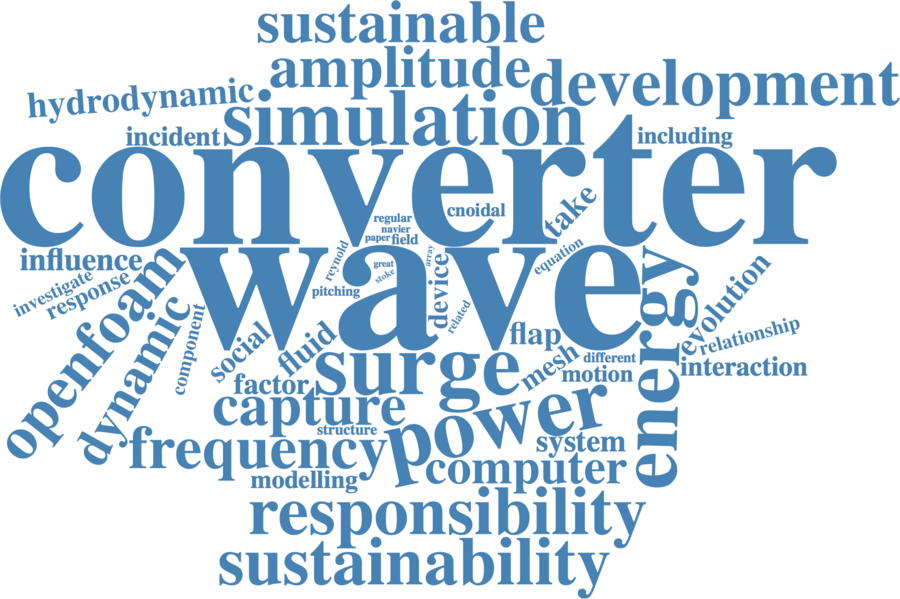 sustainable
amplitude
development
hydrodynamic
simulation
incident
including
converter
regular
cnoidal
take
navier
paper
field
influence
wave
reynold
great
stoke
array
equation
investigate
response
pitching
device
related
energy
evolution
openfoam
dynamic
component
social
fluid
flap
relationship
surge
mesh
different
interaction
factor
motion
capture
structure
power
frequency
system
computer
modelling
responsibility
sustainability